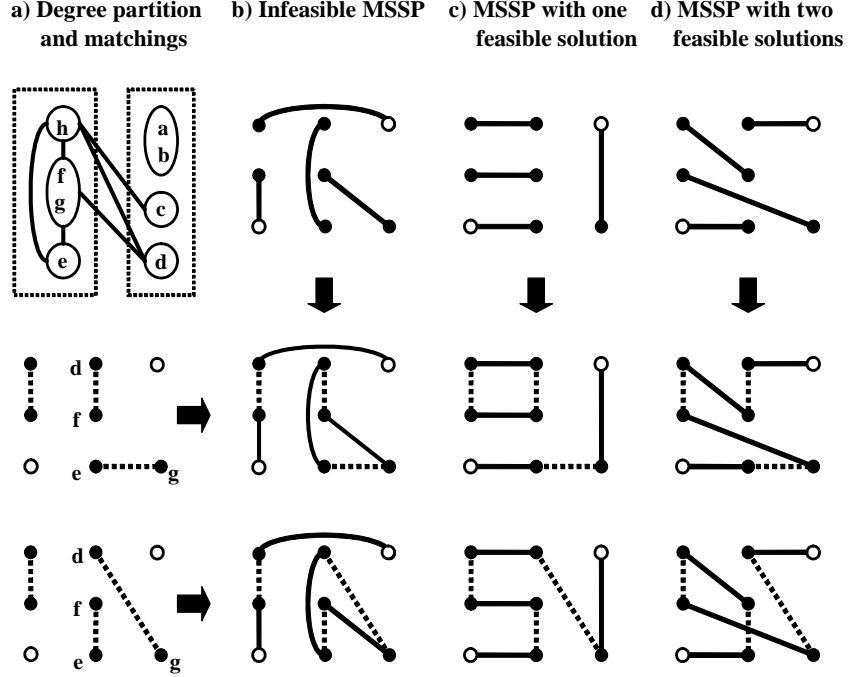 a) Degree partition
and matchings
b) Infeasible MSSP
c) MSSP with one
feasible solution
d) MSSP with two
feasible solutions
h
a
b
f
g
c
e
d
d
f
e
g
d
f
e
g